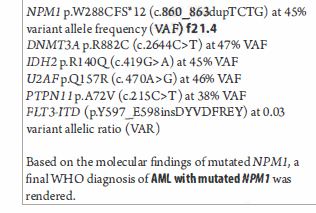 NPM1 p.W288CFS*12 (c.860_863dupTCTG) at 45%
variant allele frequency (VAF) f21.4
DNMT3A p.R882C (c.2644C>T) at 47% VAF
IDH2 p.R140Q (c.419G>A) at 45% VAF
U2AF p.Q157R (c.470A>G) at 46% VAF
PTPN11 p.A72V (c.215C>T) at 38% VAF
FLT3-ITD (p.Y597_E598insDYVDFREY) at 0.03
variant allelic ratio (VAR)
Based on the molecular findings of mutated NPM1, a
final WHO diagnosis of AML with mutated NPM1 was
rendered.